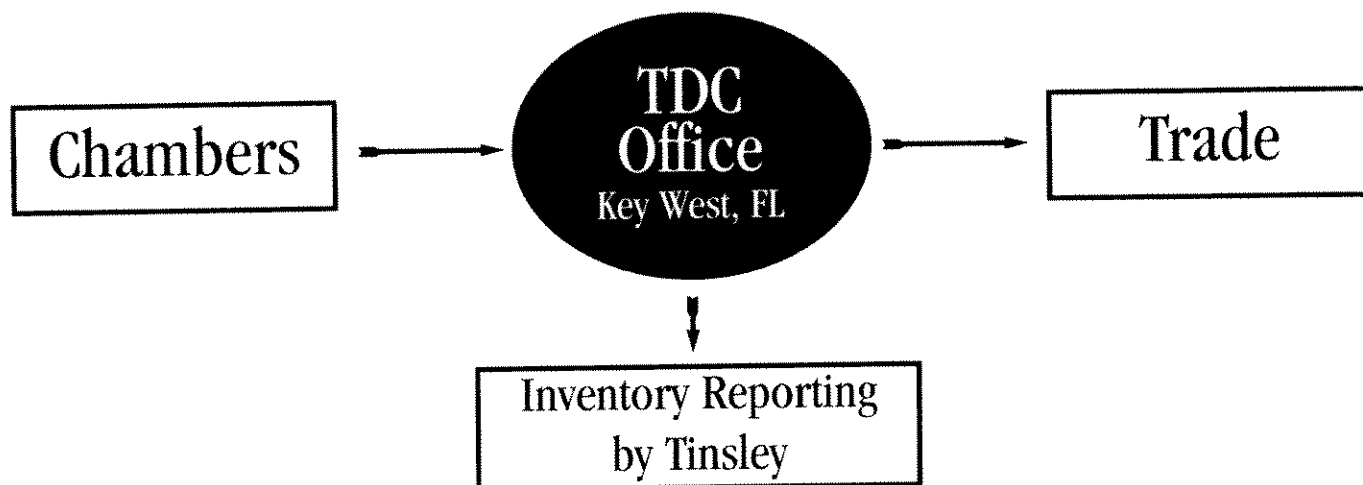 Chambers
TDC
Office
Key West, FL
Trade
Inventory Reporting
by Tinsley